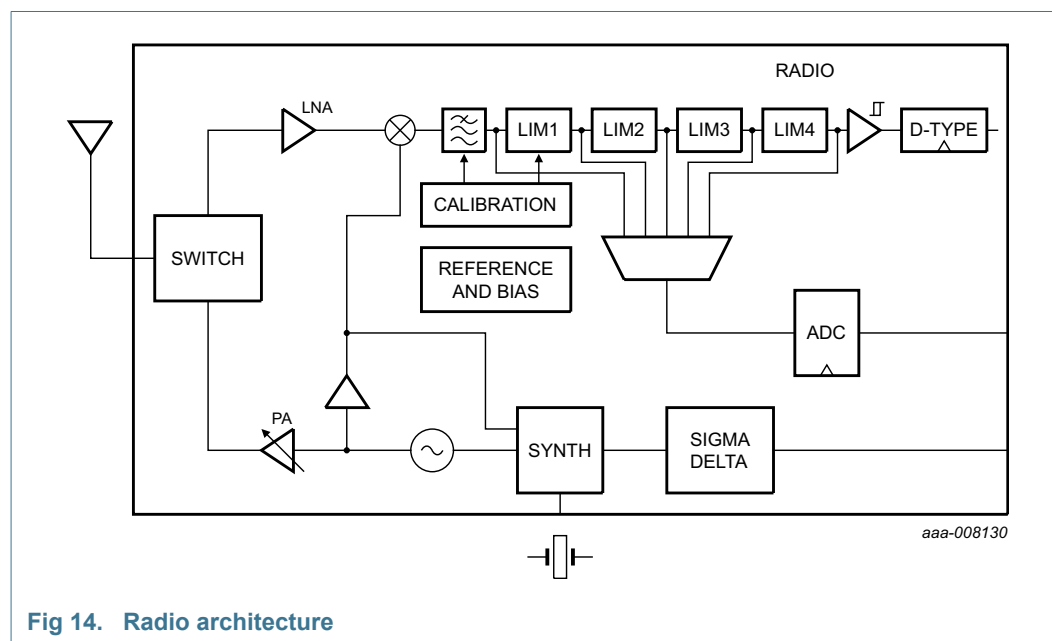 RADIO
LNA
LIM1
LIM2
LIM3
LIM4
D-TYPE
CALIBRATION
SWITCH
REFERENCE
AND BIAS
ADC
PA
SYNTH
SIGMA
DELTA
aaa-008130
Fig 14. Radio architecture